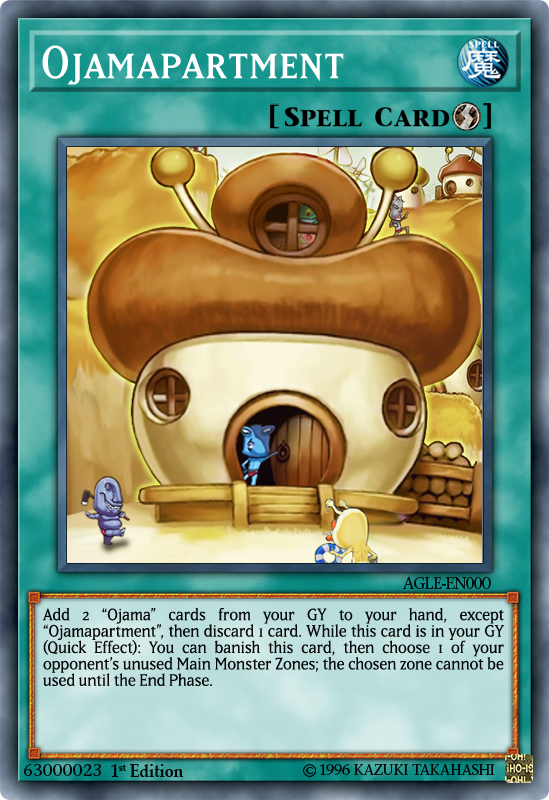 OJAMAPARTMENT
SPELL
魔
[SPELL CARD]
AGLE-EN000
Add 2 “Ojama” cards from your GY to your hand, except
“Ojamapartment”, then discard 1 card. While this card is in your GY
(Quick Effect): You can banish this card, then choose 1 of your
opponent's unused Main Monster Zones; the chosen zone cannot be
used until the End Phase.
63000023 1st Edition © 1996 KAZUKI TAKAHASHI